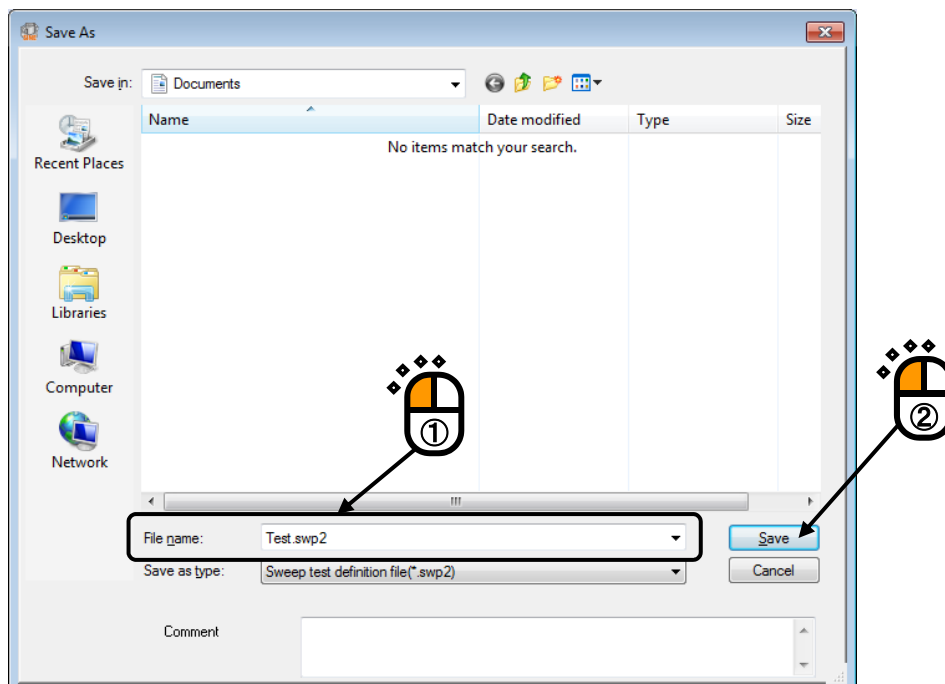 Save As
Save in: Documents
Name Date modified Type Size
No items match your search.
Recent Places
Desktop
Libraries
Computer
Network
①
②
File name: Test.swp2 Save
Save as type: Sweep test definition file(*.swp2) Cancel
Comment